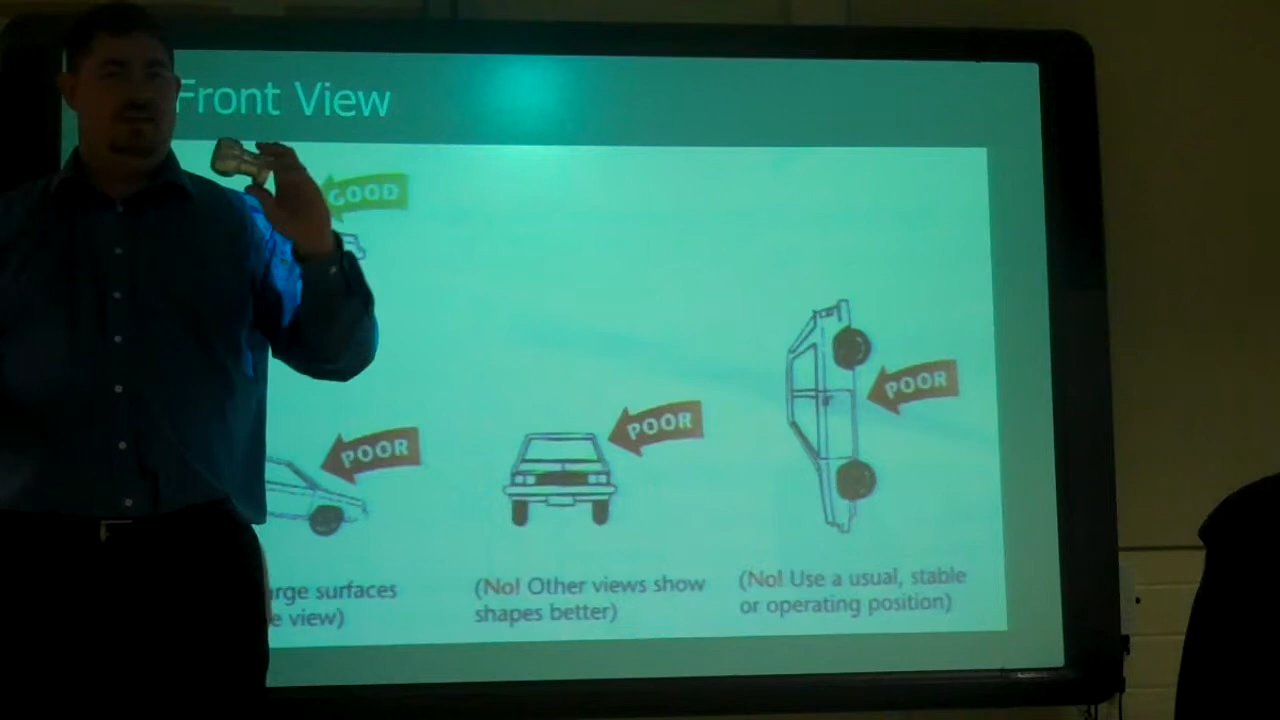 Front View
GOOD
POOR
POOR
POOR
surfaces
view)
(No! Other views show
shapes better)
(No! Use a usual, stable
or operating position)